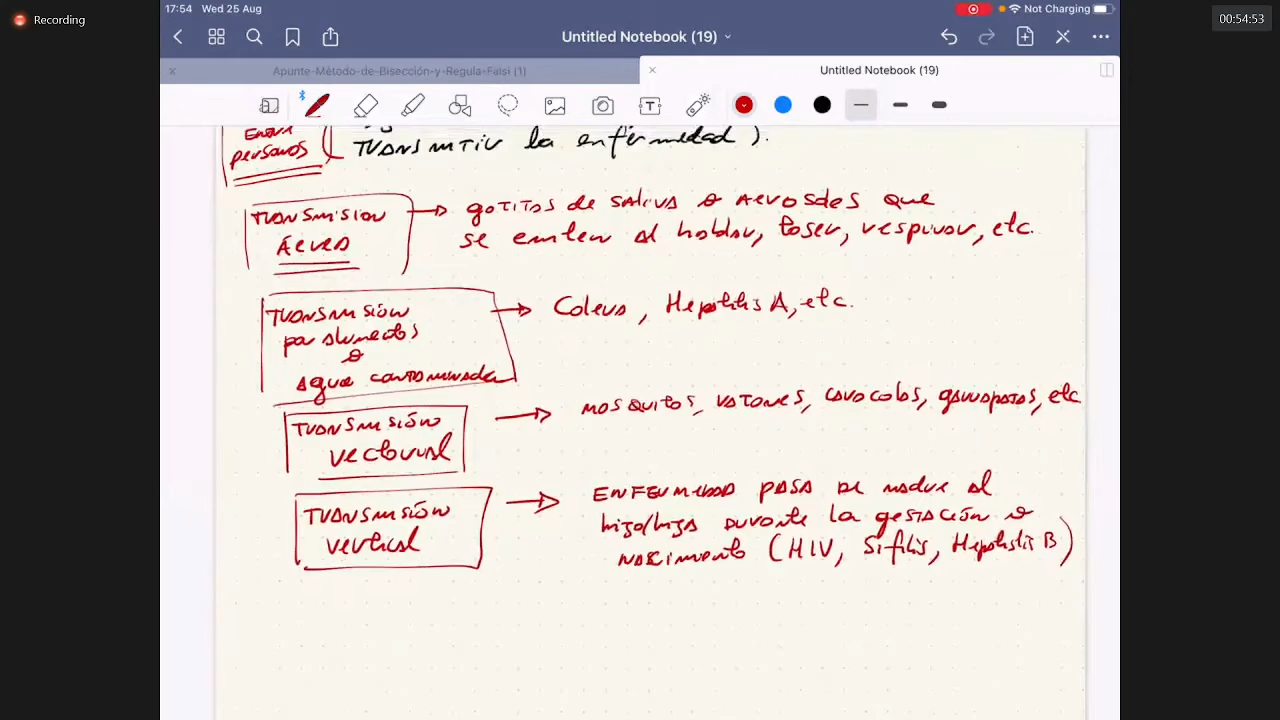 Recording
00:54:53
17:54 Wed 25 Aug
Not Charging
Untitled Notebook (19)
Apunte-Método-de-Bisección-y-Regula-Falsi (1)
Untitled Notebook (19)
Entre
personas
transmitir la enfermedad).
Transmisión
Aérea
gotitas de saliva o aerosoles que
se emiten al hablar, toser, respirar, etc.
Transmisión
por alimentos
o
agua contaminada
Colera, Hepatitis A, etc.
Transmisión
vectorial
mosquitos, ratones, caracoles, garrapatas, etc
Transmisión
vertical
Enfermedad pasa de madre al
hijo/hija durante la gestación o
nacimiento (HIV, Sifilis, Hepatitis B)